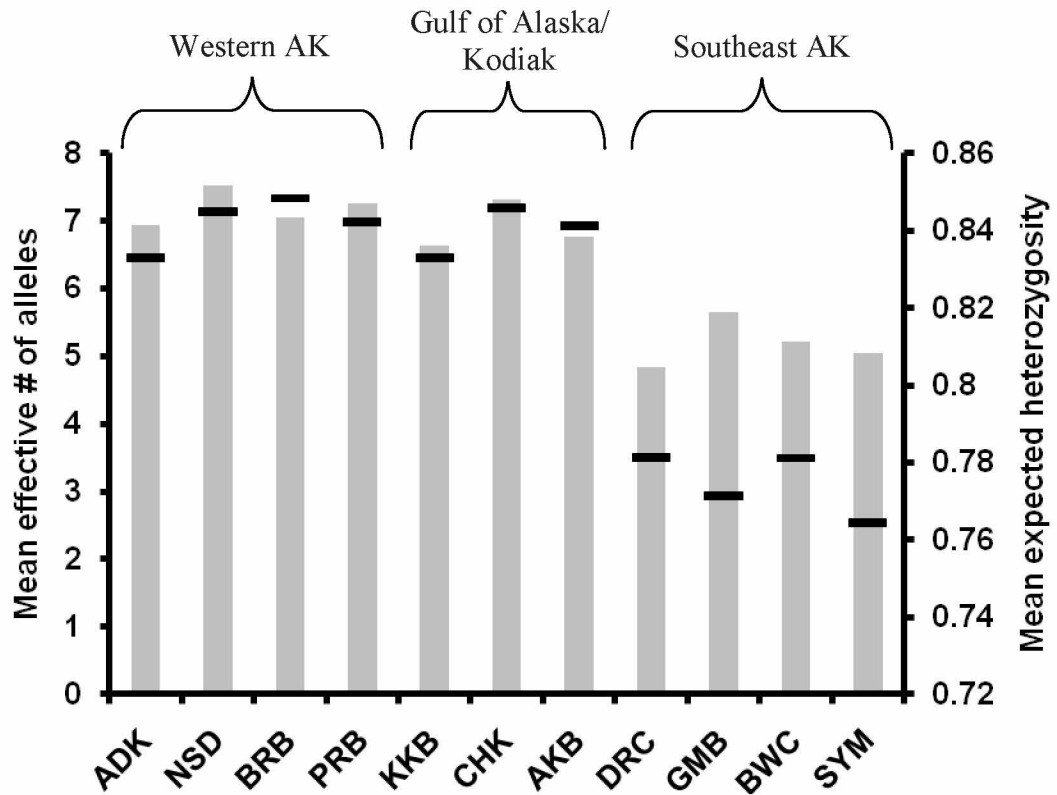 Western AK
Gulf of Alaska/
Kodiak
Southeast AK
8
7
6
5
4
3
2
1
0
Mean effective # of alleles
0.86
0.84
0.82
0.8
0.78
0.76
0.74
0.72
Mean expected heterozygosity
ADK
NSD
BRB
PRB
KKB
CHK
AKB
DRC
GMB
BWC
SYM